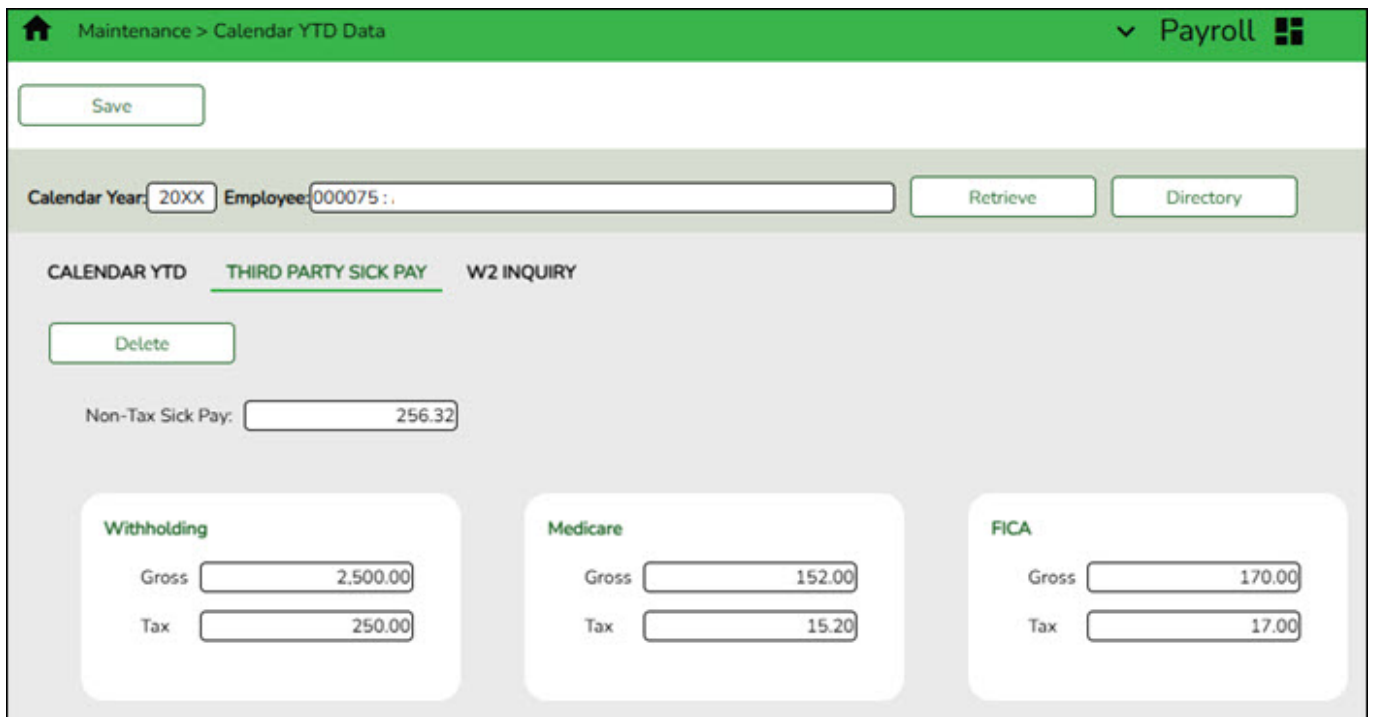 Maintenance > Calendar YTD Data
Payroll
Save
Calendar Year: 20XX Employee: 000075 : .
Retrieve
Directory
CALENDAR YTD THIRD PARTY SICK PAY W2 INQUIRY
Delete
Non-Tax Sick Pay: 256.32
Withholding
Gross 2,500.00
Tax 250.00
Medicare
Gross 152.00
Tax 15.20
FICA
Gross 170.00
Tax 17.00